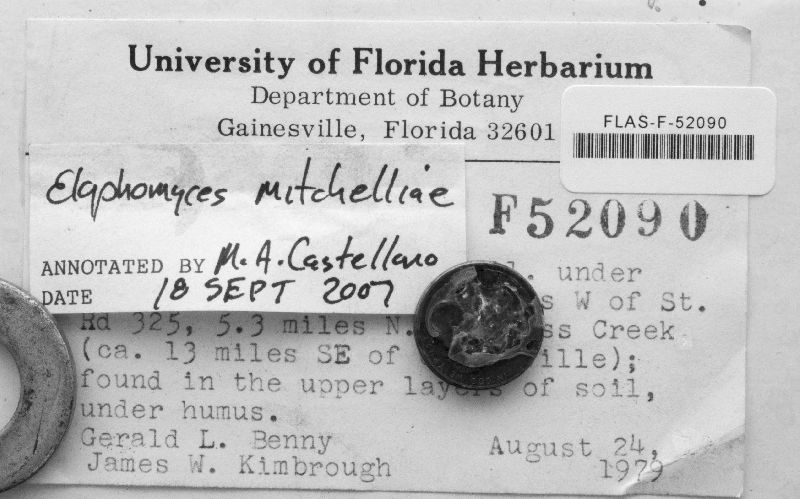 University of Florida Herbarium
Department of Botany
Gainesville, Florida 32601
FLAS-F-52090
Elaphomyces mitchelliae
F52090
ANNOTATED BY M. A. Castellano
DATE 18 SEPT 2007
under
W of St.
Rd 325, 5.3 miles N. Creek
(ca. 13 miles SE of
found in the upper layers of soil,
under humus.
Gerald L. Benny
August 24,
James W. Kimbrough
1979